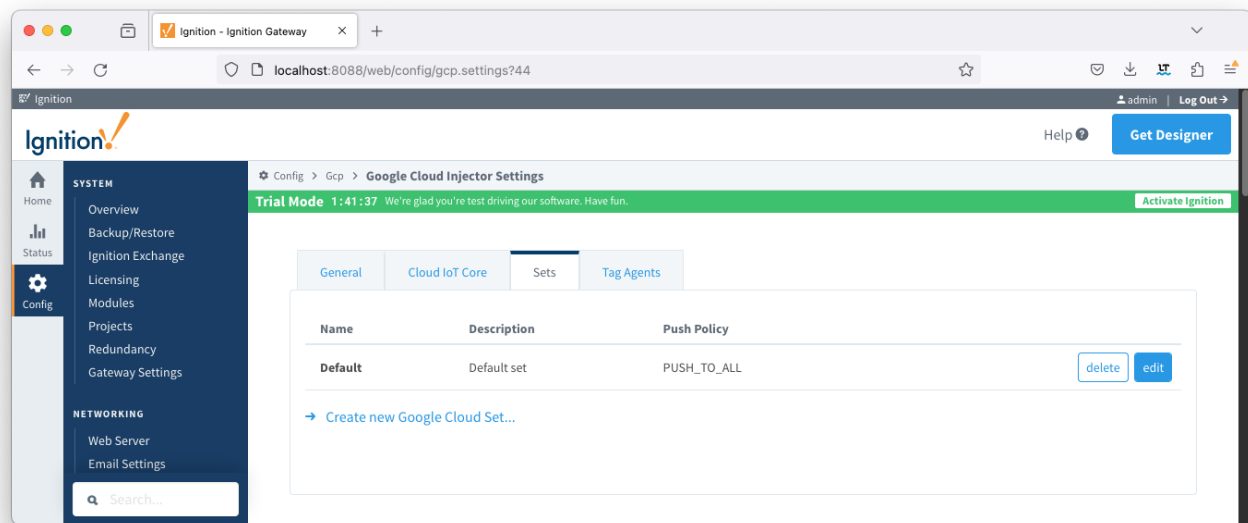 Ignition - Ignition Gateway
localhost:8088/web/config/gcp.settings?44
Ignition
admin | Log Out
Ignition!
Help
Get Designer
Home
Status
Config
SYSTEM
Overview
Backup/Restore
Ignition Exchange
Licensing
Modules
Projects
Redundancy
Gateway Settings
NETWORKING
Web Server
Email Settings
Search...
Config > Gcp > Google Cloud Injector Settings
Trial Mode 1:41:37 We're glad you're test driving our software. Have fun.
Activate Ignition
General Cloud IoT Core Sets Tag Agents
Name Description Push Policy
Default Default set PUSH_TO_ALL delete edit
Create new Google Cloud Set...